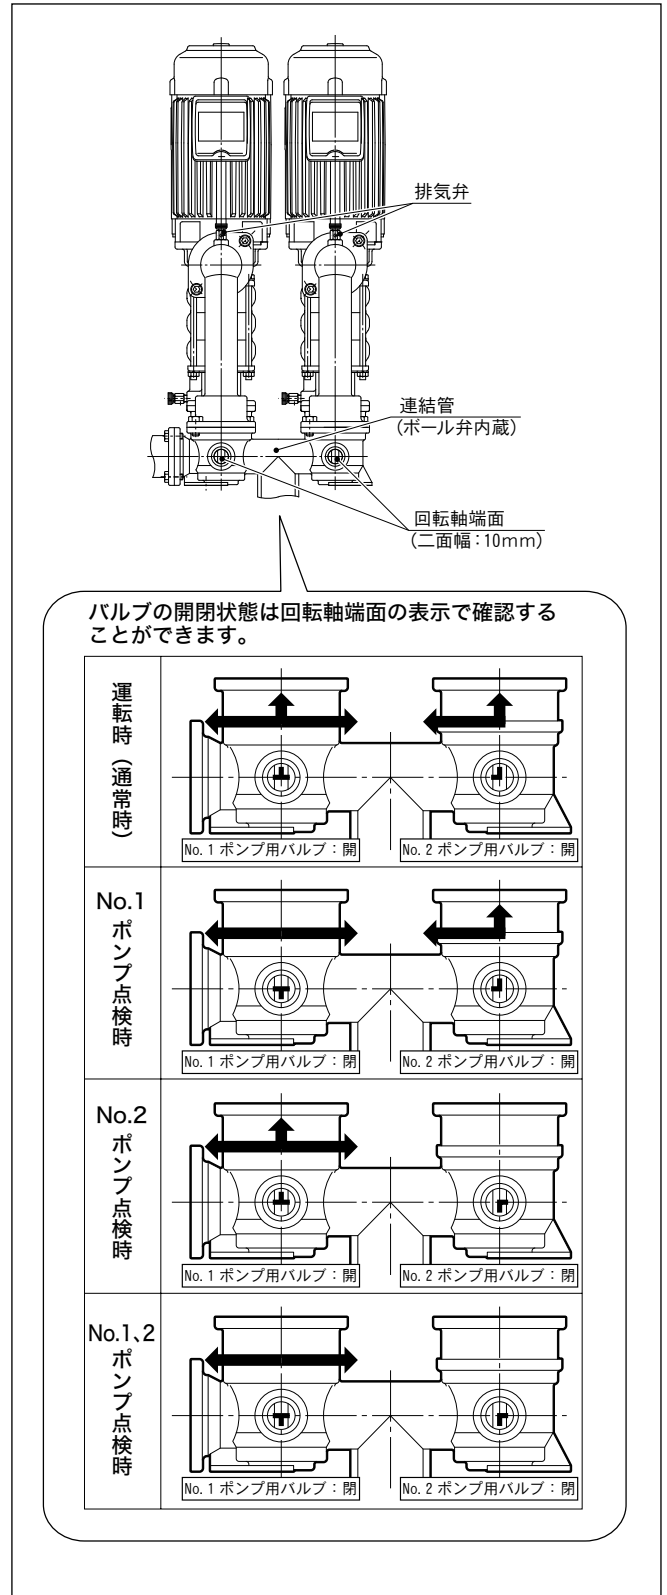 排気弁
連結管
(ボール弁内蔵)
回転軸端面
(二面幅:10mm)
バルブの開閉状態は回転軸端面の表示で確認する
ことができます。
運転時(通常時)
No.1 ポンプ用バルブ:開
No.2 ポンプ用バルブ:開
No.1
ポンプ点検時
No.1 ポンプ用バルブ:閉
No.2 ポンプ用バルブ:開
No.2
ポンプ点検時
No.1 ポンプ用バルブ:開
No.2 ポンプ用バルブ:閉
No.1、2
ポンプ点検時
No.1 ポンプ用バルブ:閉
No.2 ポンプ用バルブ:閉